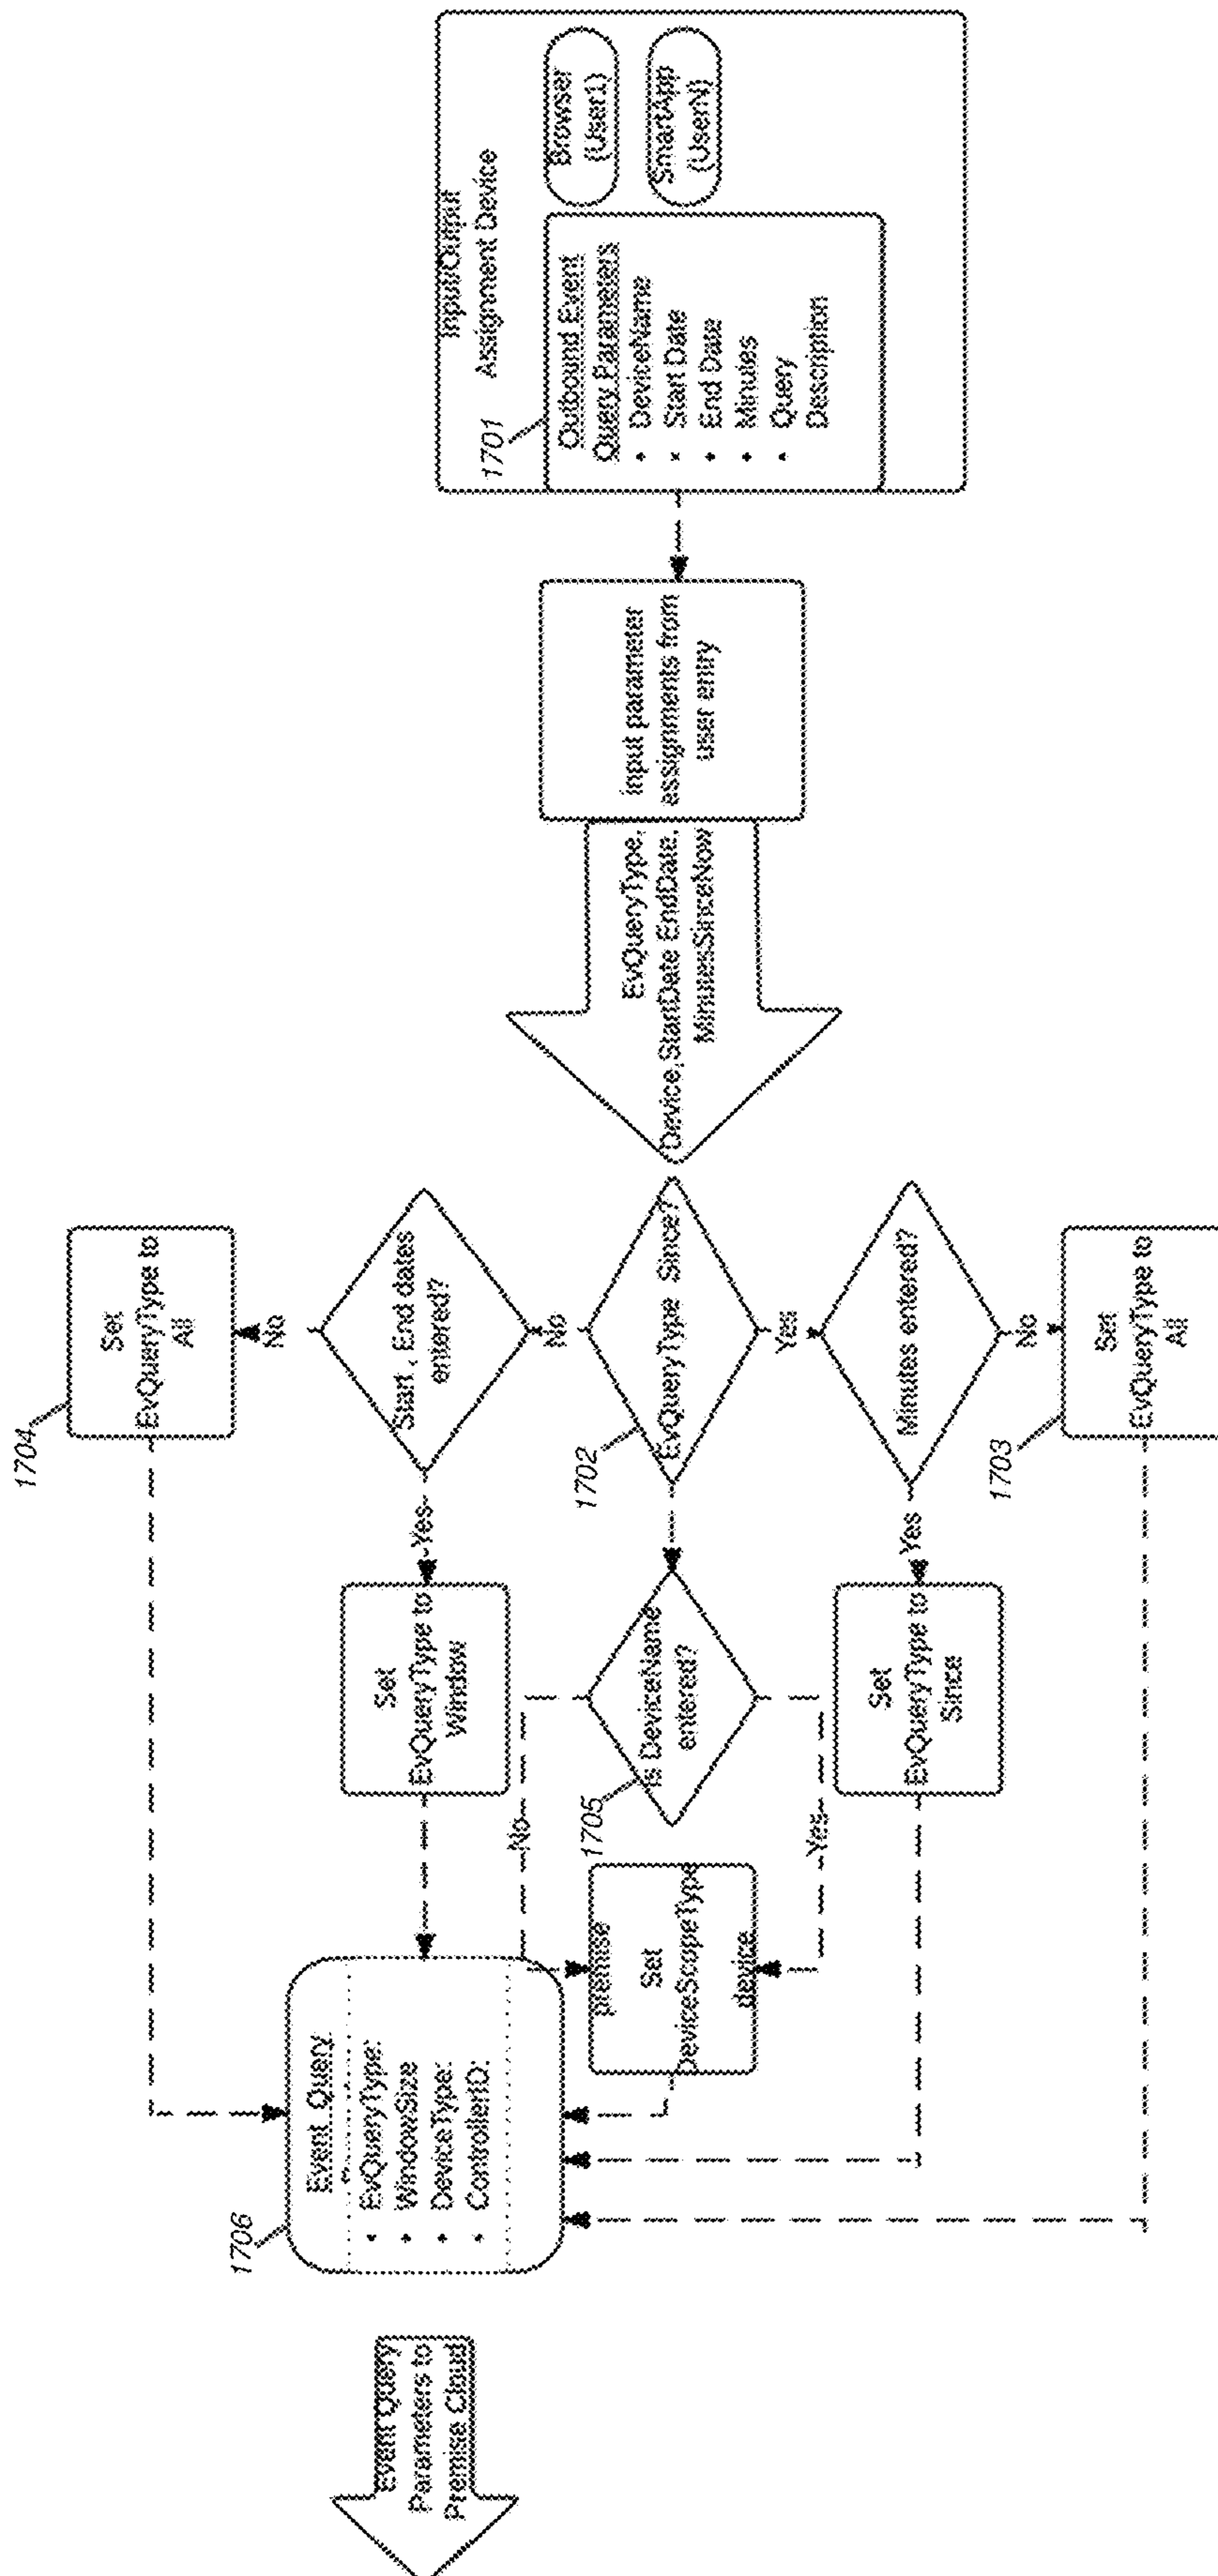 Input/Output
Assignment Device
Browser
(User1)
SmartApp
(UserN)
1701
Outbound Event
Query Parameters
DeviceName
Start Date
End Date
Minutes
Query
Description
Input parameter
assignments from
user entry
EvQueryType,
Device,StartDate EndDate,
MinutesSinceNow
1704
Set
EvQueryType to
All
No
Start, End dates
entered?
No
1702
EvQueryType Since?
Yes
Minutes entered?
No
1703
Set
EvQueryType to
All
Yes
Set
EvQueryType to
Window
1705
Is DeviceName
entered?
Yes
Set
EvQueryType to
Since
No
Yes
premise
Set
DeviceScopeType
device
1706
Event Query
EvQueryType:
WindowSize
DeviceType:
ControllerID:
Event Query
Parameters to
Premise Cloud